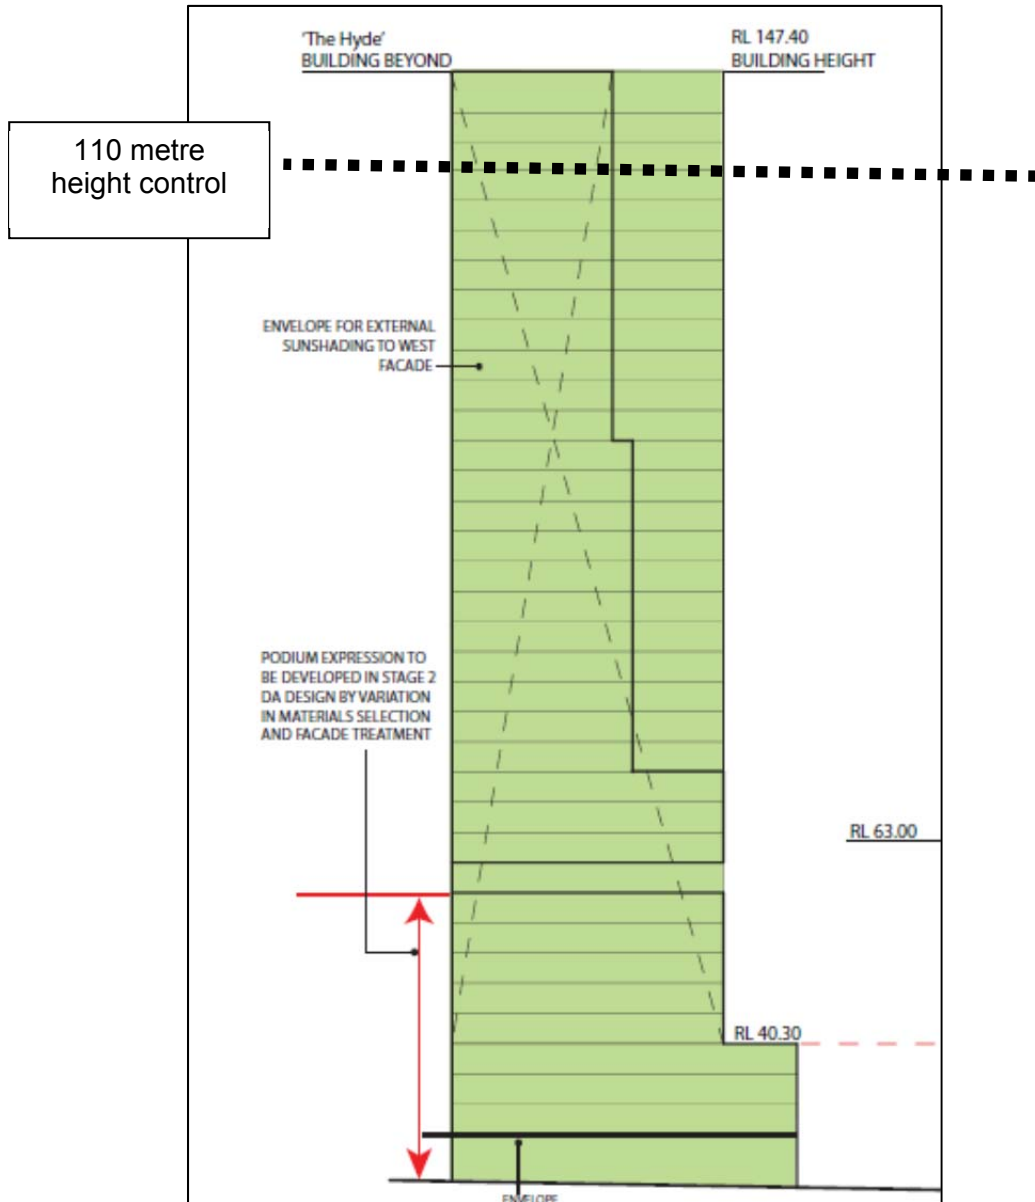 'The Hyde'
BUILDING BEYOND
RL 147.40
BUILDING HEIGHT
110 metre
height control
ENVELOPE FOR EXTERNAL
SUNSHADING TO WEST
FACADE
PODIUM EXPRESSION TO
BE DEVELOPED IN STAGE 2
DA DESIGN BY VARIATION
IN MATERIALS SELECTION
AND FACADE TREATMENT
RL 63.00
RL 40.30
ENVELOPE